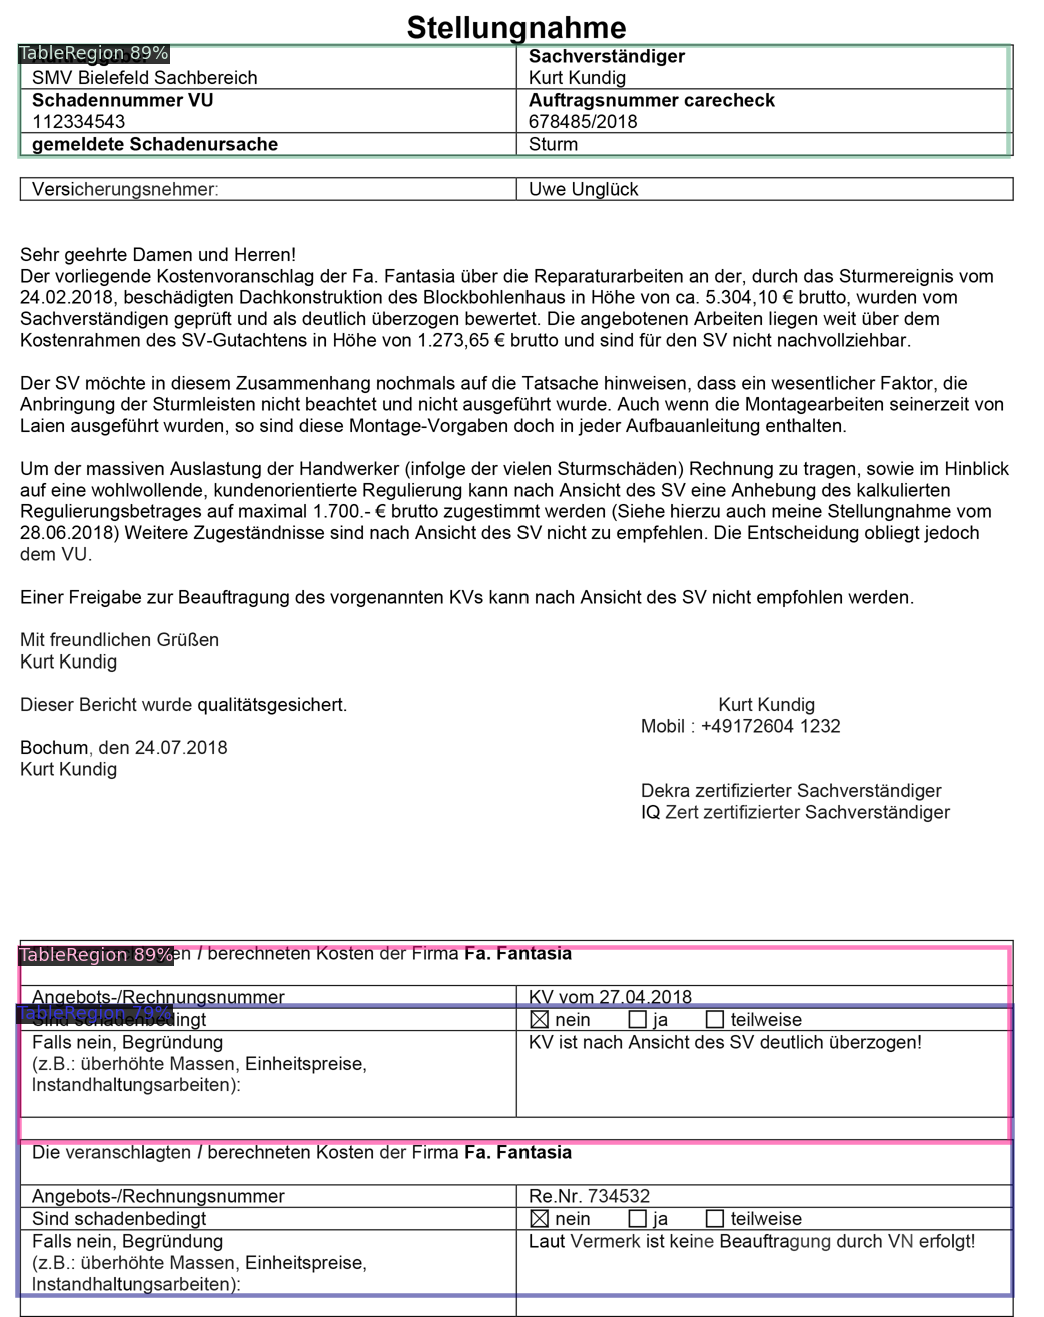 Stellungnahme
TableRegion 89%
Sachverständiger
SMV Bielefeld Sachbereich
Kurt Kundig
Schadennummer VU
Auftragsnummer carecheck
112334543
678485/2018
gemeldete Schadenursache
Sturm
Versicherungsnehmer:
Uwe Unglück
Sehr geehrte Damen und Herren!
Der vorliegende Kostenvoranschlag der Fa. Fantasia über die Reparaturarbeiten an der, durch das Sturmereignis vom
24.02.2018, beschädigten Dachkonstruktion des Blockbohlenhaus in Höhe von ca. 5.304,10 € brutto, wurden vom
Sachverständigen geprüft und als deutlich überzogen bewertet. Die angebotenen Arbeiten liegen weit über dem
Kostenrahmen des SV-Gutachtens in Höhe von 1.273,65 € brutto und sind für den SV nicht nachvollziehbar.
Der SV möchte in diesem Zusammenhang nochmals auf die Tatsache hinweisen, dass ein wesentlicher Faktor, die
Anbringung der Sturmleisten nicht beachtet und nicht ausgeführt wurde. Auch wenn die Montagearbeiten seinerzeit von
Laien ausgeführt wurden, so sind diese Montage-Vorgaben doch in jeder Aufbauanleitung enthalten.
Um der massiven Auslastung der Handwerker (infolge der vielen Sturmschäden) Rechnung zu tragen, sowie im Hinblick
auf eine wohlwollende, kundenorientierte Regulierung kann nach Ansicht des SV eine Anhebung des kalkulierten
Regulierungsbetrages auf maximal 1.700.- € brutto zugestimmt werden (Siehe hierzu auch meine Stellungnahme vom
28.06.2018) Weitere Zugeständnisse sind nach Ansicht des SV nicht zu empfehlen. Die Entscheidung obliegt jedoch
dem VU.
Einer Freigabe zur Beauftragung des vorgenannten KVs kann nach Ansicht des SV nicht empfohlen werden.
Mit freundlichen Grüßen
Kurt Kundig
Dieser Bericht wurde qualitätsgesichert.
Kurt Kundig
Mobil : +49172604 1232
Bochum, den 24.07.2018
Kurt Kundig
Dekra zertifizierter Sachverständiger
IQ Zert zertifizierter Sachverständiger
TableRegion 89%
/ berechneten Kosten der Firma Fa. Fantasia
Angebots-/Rechnungsnummer
KV vom 27.04.2018
TableRegion 79%
Sind schadenbedingt
nein ja teilweise
Falls nein, Begründung
KV ist nach Ansicht des SV deutlich überzogen!
(z.B.: überhöhte Massen, Einheitspreise,
Instandhaltungsarbeiten):
Die veranschlagten / berechneten Kosten der Firma Fa. Fantasia
Angebots-/Rechnungsnummer
Re.Nr. 734532
Sind schadenbedingt
nein ja teilweise
Falls nein, Begründung
Laut Vermerk ist keine Beauftragung durch VN erfolgt!
(z.B.: überhöhte Massen, Einheitspreise,
Instandhaltungsarbeiten):